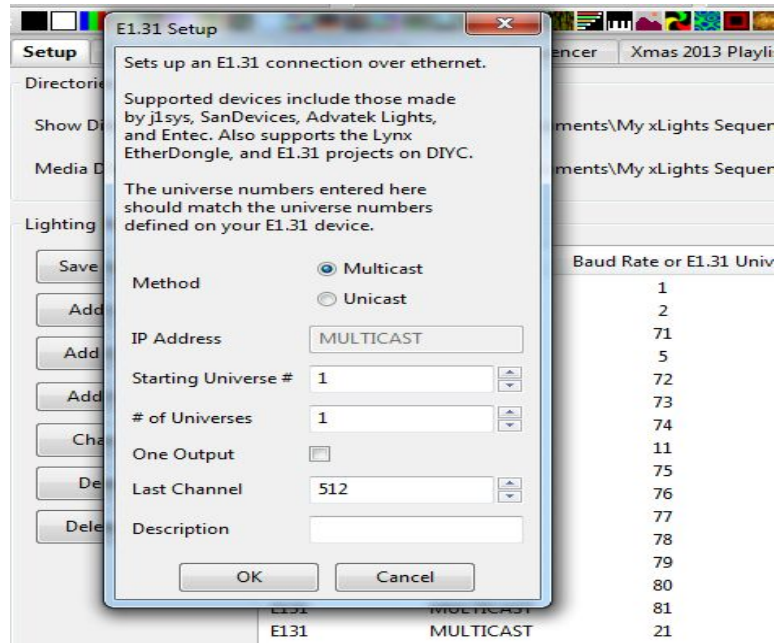 E1.31 Setup
Setup
encer
Xmas 2013 Playli
Sets up an E1.31 connection over ethernet.
Directorie
Supported devices include those made
by j1sys, SanDevices, Advatek Lights,
and Entec. Also supports the Lynx
EtherDongle, and E1.31 projects on DIYC.
Show Di
ments\My xLights Sequen
Media D
ments\My xLights Sequen
The universe numbers entered here
should match the universe numbers
defined on your E1.31 device.
Lighting
Method
Multicast
Unicast
IP Address
MULTICAST
Starting Universe #
1
# of Universes
1
One Output
Last Channel
512
Description
OK
Cancel
Save
Add
Add
Add
Cha
De
Dele
Baud Rate or E1.31 Univ
1
2
71
5
72
73
74
11
75
76
77
78
79
80
E131 MULTICAST 81
E131 MULTICAST 21